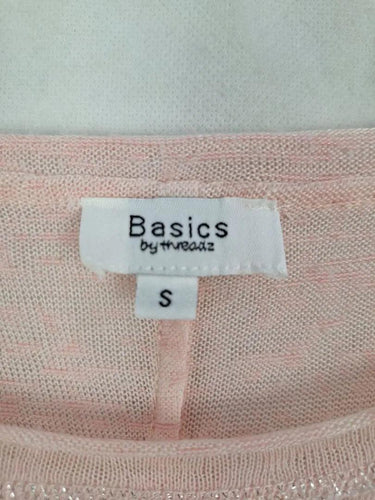 Basics
by threadz
S